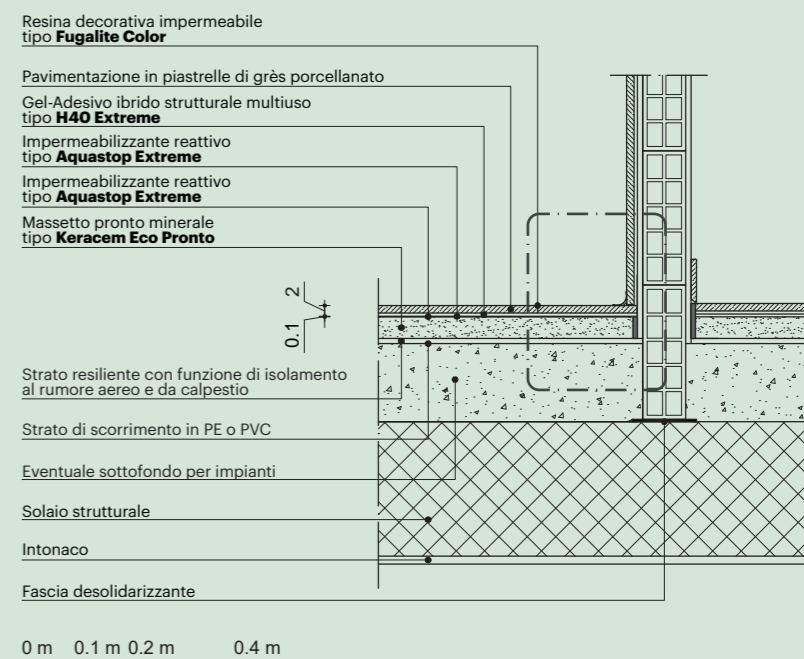 Resina decorativa impermeabile
tipo Fugalite Color
Pavimentazione in piastrelle di grès porcellanato
Gel-Adesivo ibrido strutturale multiuso
tipo H40 Extreme
Impermeabilizzante reattivo
tipo Aquastop Extreme
Impermeabilizzante reattivo
tipo Aquastop Extreme
Massetto pronto minerale
tipo Keracem Eco Pronto
0.1 2
Strato resiliente con funzione di isolamento
al rumore aereo e da calpestio
Strato di scorrimento in PE o PVC
Eventuale sottofondo per impianti
Solaio strutturale
Intonaco
Fascia desolidarizzante
0 m 0.1 m 0.2 m 0.4 m